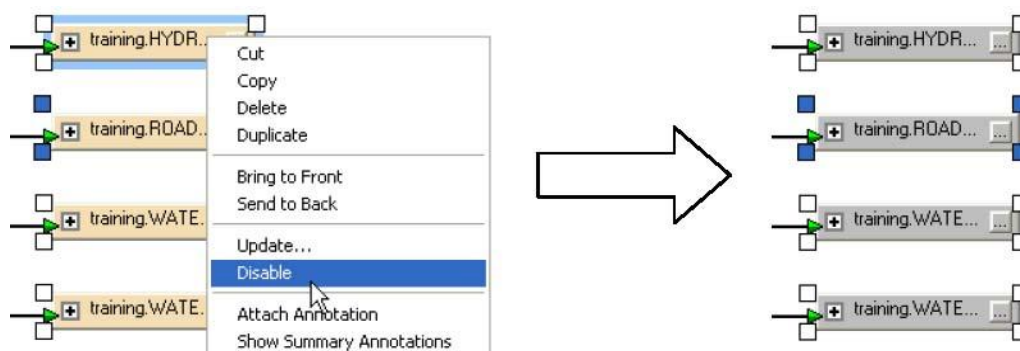 training.HYDR...
Cut
Copy
Delete
Duplicate
Bring to Front
Send to Back
Update...
Disable
Attach Annotation
Show Summary Annotations
training.ROAD...
training.WATE.
training.WATE.
training.HYDR... ...
training.ROAD... ...
training.WATE... ...
training.WATE... ...